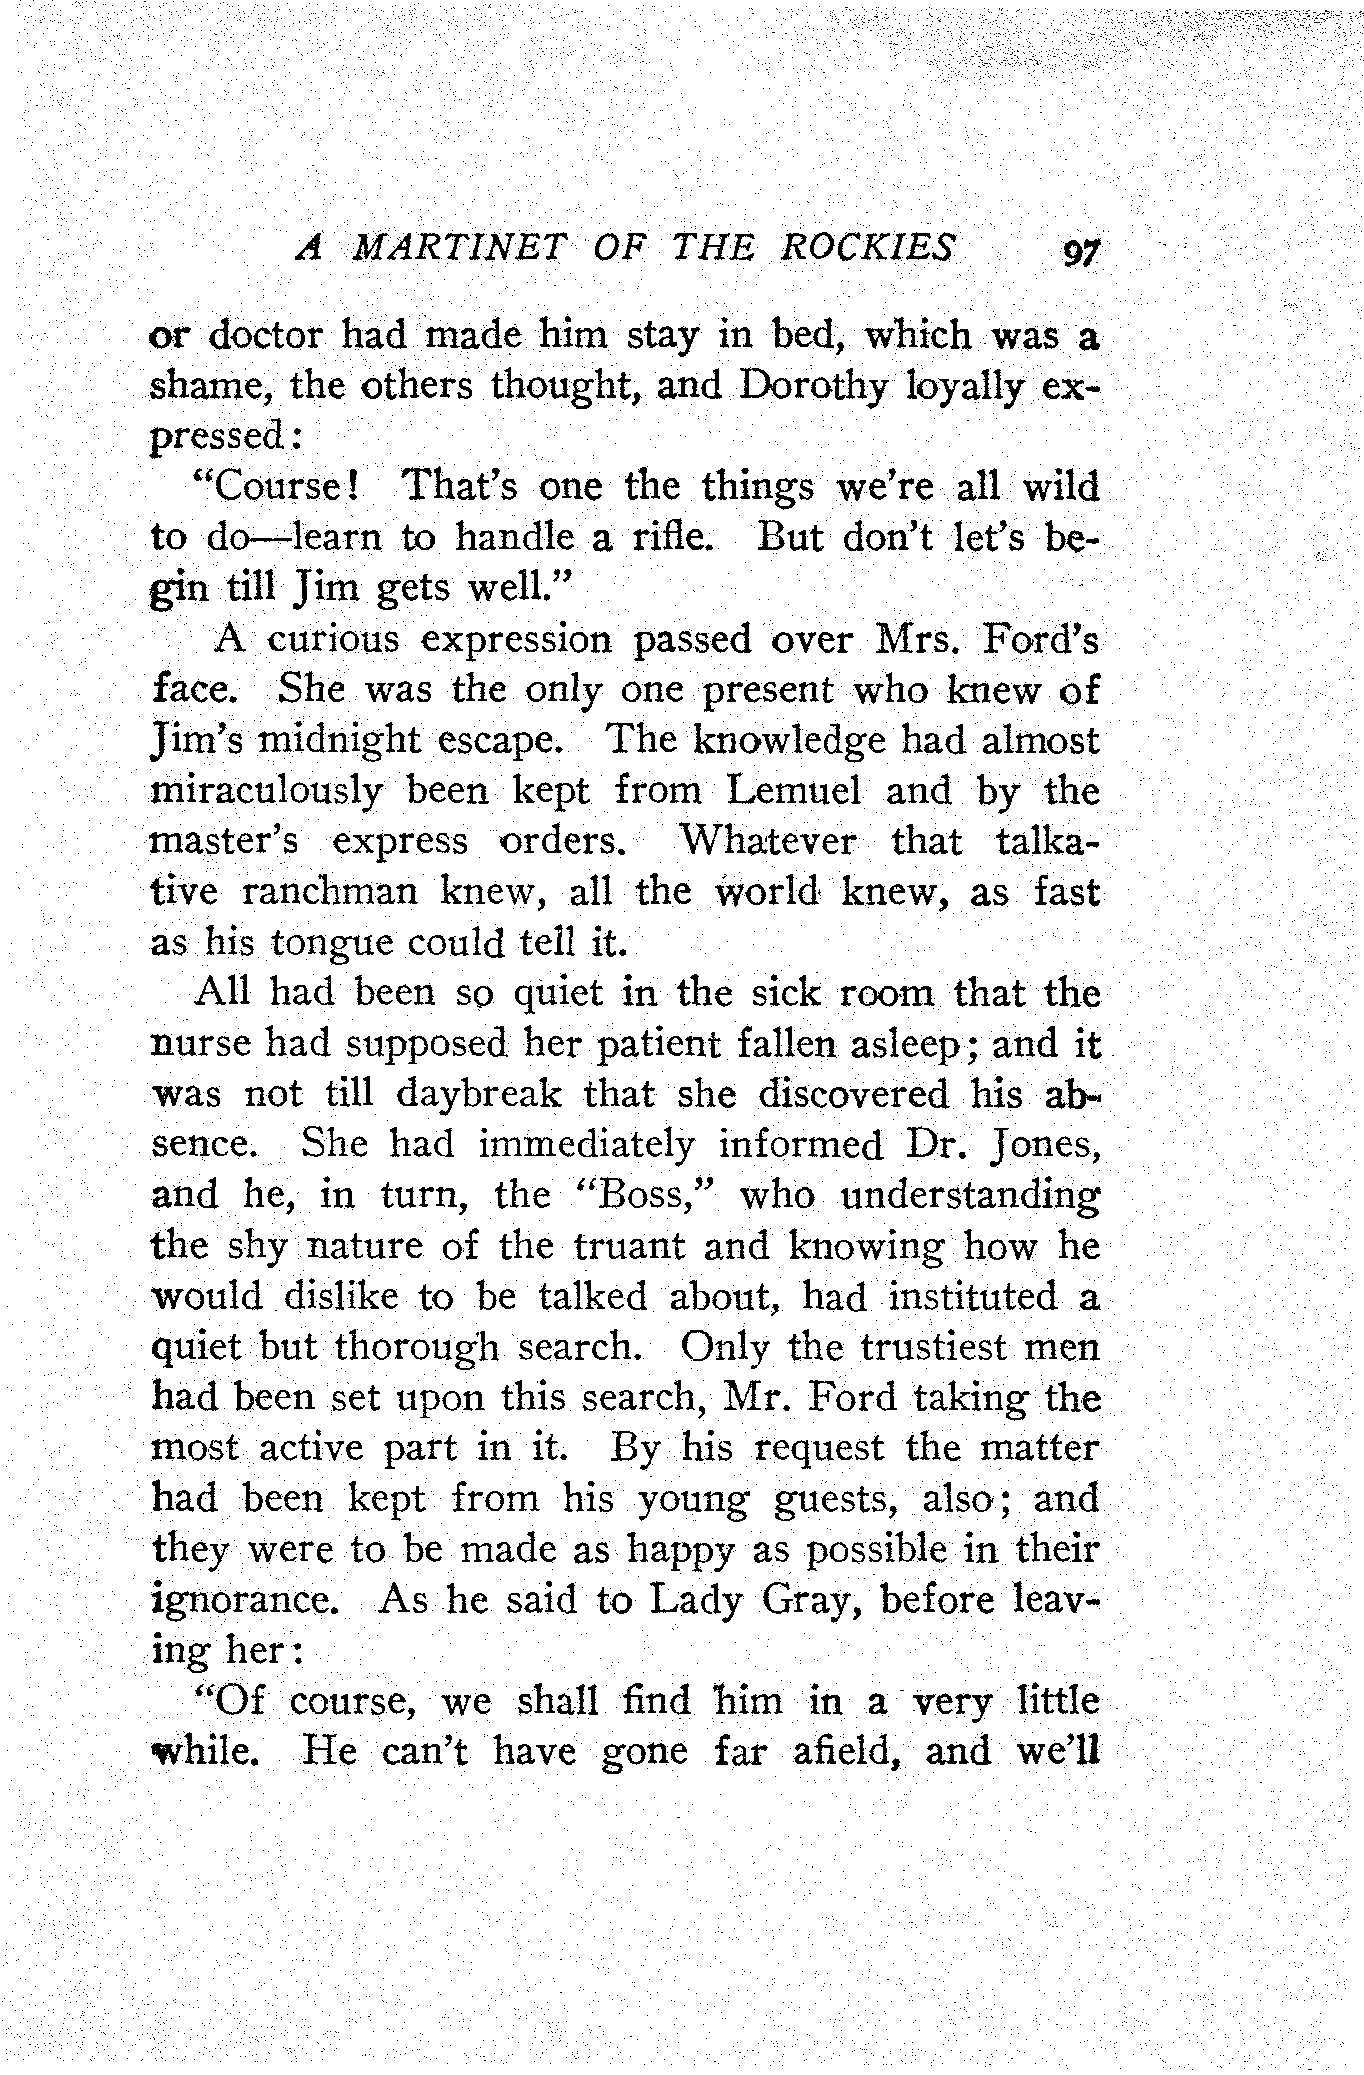 A MARTINET OF THE ROCKIES 97
or doctor had made him stay in bed, which was a
shame, the others thought, and Dorothy loyally ex-
pressed:
"Course! That's one the things we're all wild
to do—learn to handle a rifle. But don't let's be-
gin till Jim gets well."
A curious expression passed over Mrs. Ford's
face. She was the only one present who knew of
Jim's midnight escape. The knowledge had almost
miraculously been kept from Lemuel and by the
master's express orders. Whatever that talka-
tive ranchman knew, all the world knew, as fast
as his tongue could tell it.
All had been so quiet in the sick room that the
nurse had supposed her patient fallen asleep; and it
was not till daybreak that she discovered his ab-
sence. She had immediately informed Dr. Jones,
and he, in turn, the "Boss," who understanding
the shy nature of the truant and knowing how he
would dislike to be talked about, had instituted a
quiet but thorough search. Only the trustiest men
had been set upon this search, Mr. Ford taking the
most active part in it. By his request the matter
had been kept from his young guests, also; and
they were to be made as happy as possible in their
ignorance. As he said to Lady Gray, before leav-
ing her:
"Of course, we shall find him in a very little
while. He can't have gone far afield, and we'll